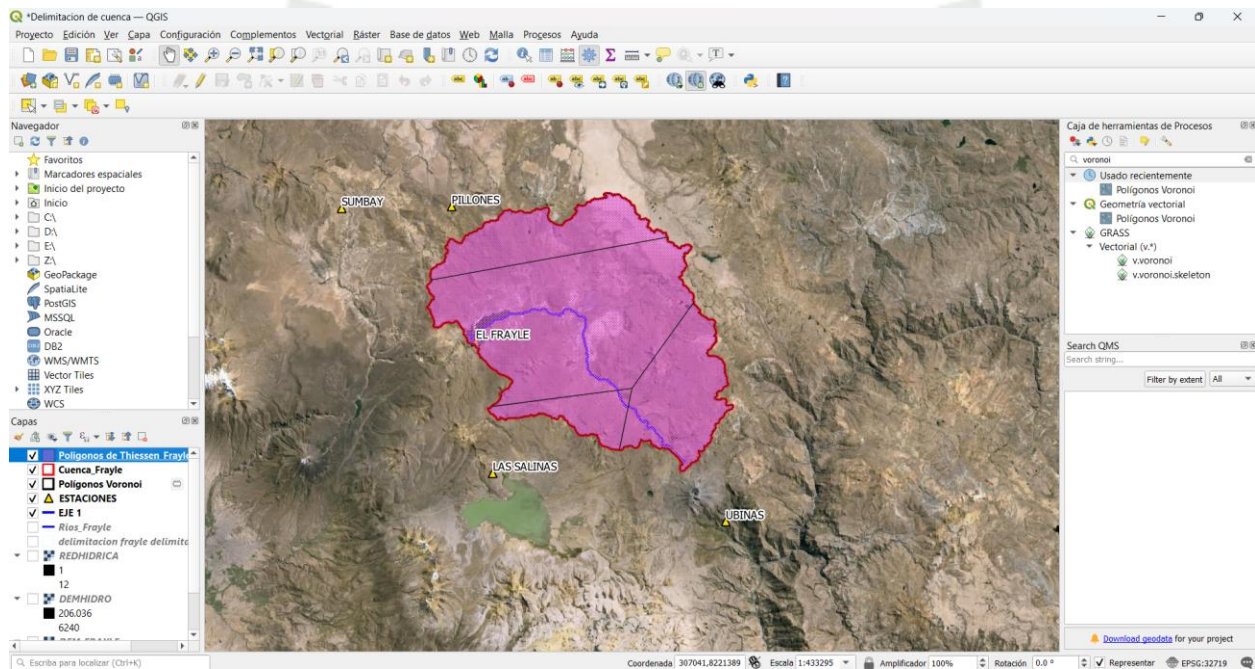 *Delimitacion de cuenca — QGIS
Proyecto Edición Ver Capa Configuración Complementos Vectorial Ráster Base de datos Web Malla Procesos Ayuda
Navegador
Favoritos
Marcadores espaciales
Inicio del proyecto
Inicio
C:\
D:\
E:\
Z:\
GeoPackage
SpatiaLite
PostGIS
MSSQL
Oracle
DB2
WMS/WMTS
Vector Tiles
XYZ Tiles
WCS
Capas
Poligonos de Thiessen_Frayle
Cuenca_Frayle
Polígonos Voronoi
ESTACIONES
EJE 1
Rios_Frayle
delimitacion frayle delimita
REDHIDRICA
1
12
DEMHIDRO
206.036
6240
SUMBAY
PILLONES
EL FRAYLE
LAS SALINAS
UBINAS
Caja de herramientas de Procesos
voronoi
Usado recientemente
Polígonos Voronoi
Geometría vectorial
Polígonos Voronoi
GRASS
Vectorial (v.*)
v.voronoi
v.voronoi.skeleton
Search QMS
Search string...
Filter by extent All
Download geodata for your project
Escriba para localizar (Ctrl+K)
Coordenada 307041,8221389 Escala 1:433295 Amplificador 100% Rotación 0.0 ° Representar EPSG:32719